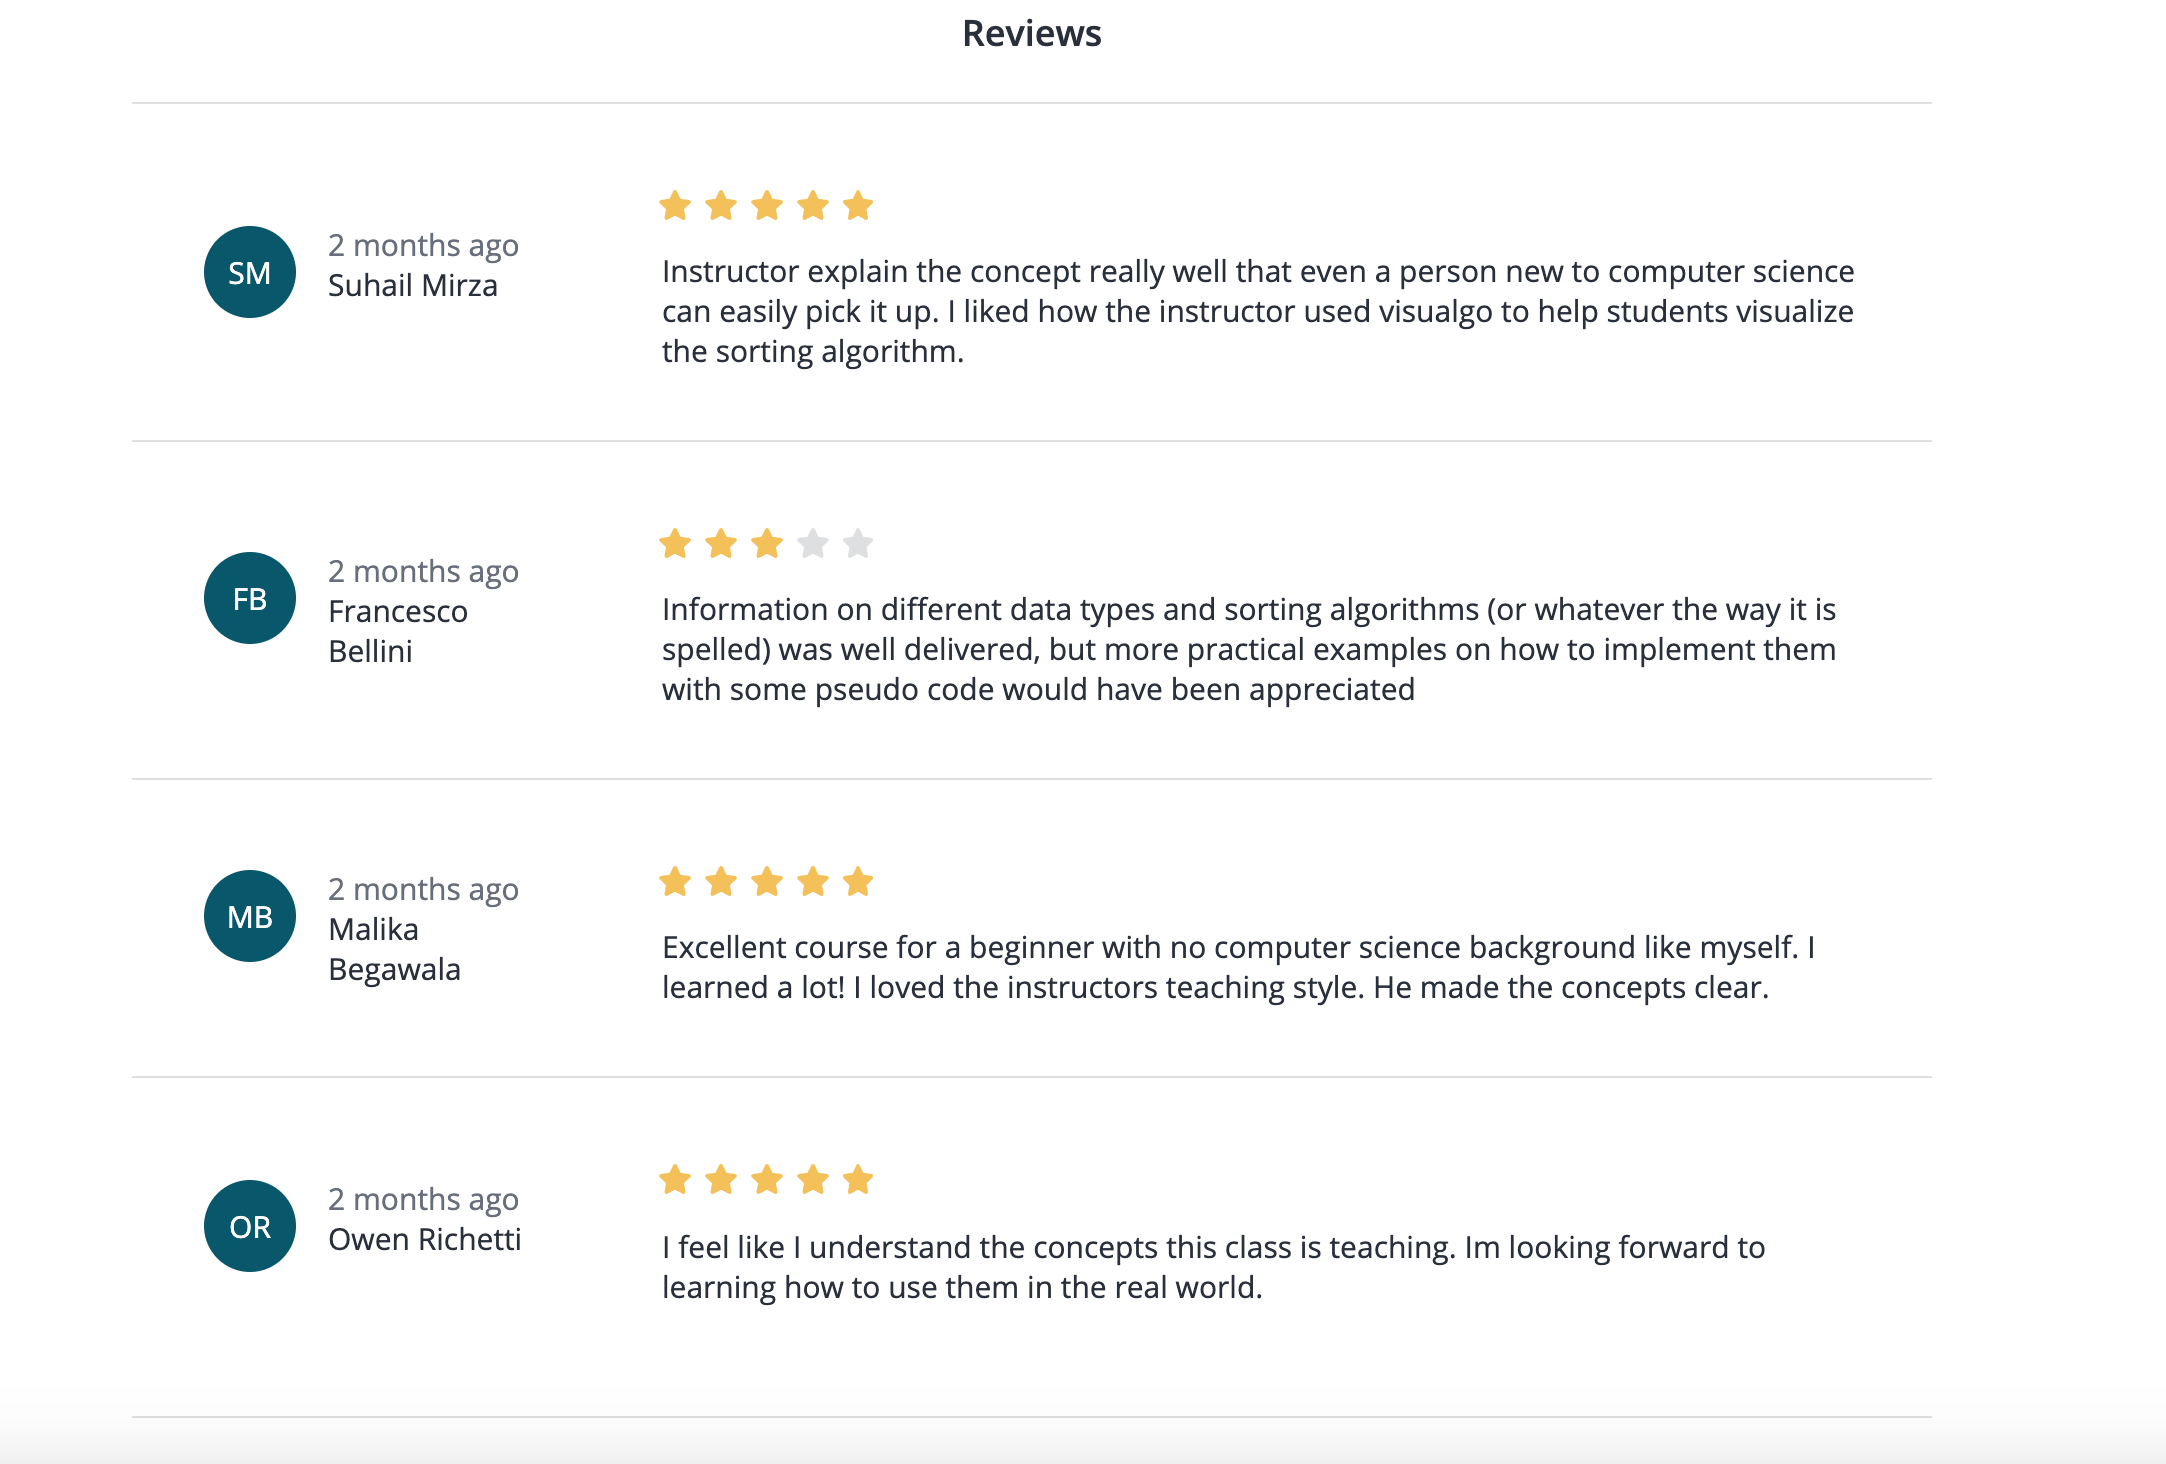 Reviews
SM
2 months ago
Suhail Mirza
Instructor explain the concept really well that even a person new to computer science
can easily pick it up. I liked how the instructor used visualgo to help students visualize
the sorting algorithm.
FB
2 months ago
Francesco
Bellini
Information on different data types and sorting algorithms (or whatever the way it is
spelled) was well delivered, but more practical examples on how to implement them
with some pseudo code would have been appreciated
MB
2 months ago
Malika
Begawala
Excellent course for a beginner with no computer science background like myself. I
learned a lot! I loved the instructors teaching style. He made the concepts clear.
OR
2 months ago
Owen Richetti
I feel like I understand the concepts this class is teaching. Im looking forward to
learning how to use them in the real world.